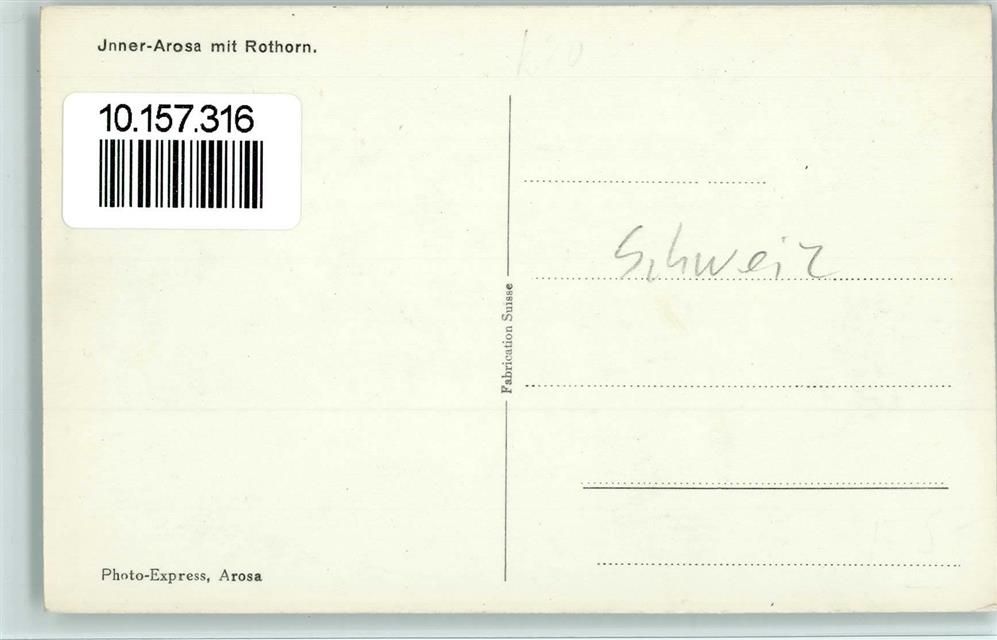 Jnner-Arosa mit Rothorn.
10.157.316
Fabrication Suisse
Schweiz
Photo-Express, Arosa